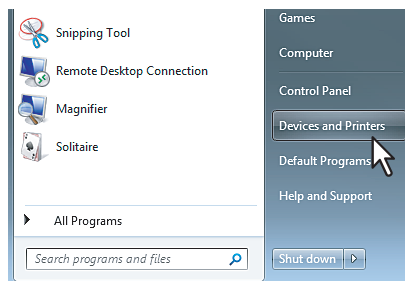 Snipping Tool
Remote Desktop Connection
Magnifier
Solitaire
All Programs
Search programs and files
Games
Computer
Control Panel
Devices and Printers
Default Programs
Help and Support
Shut down